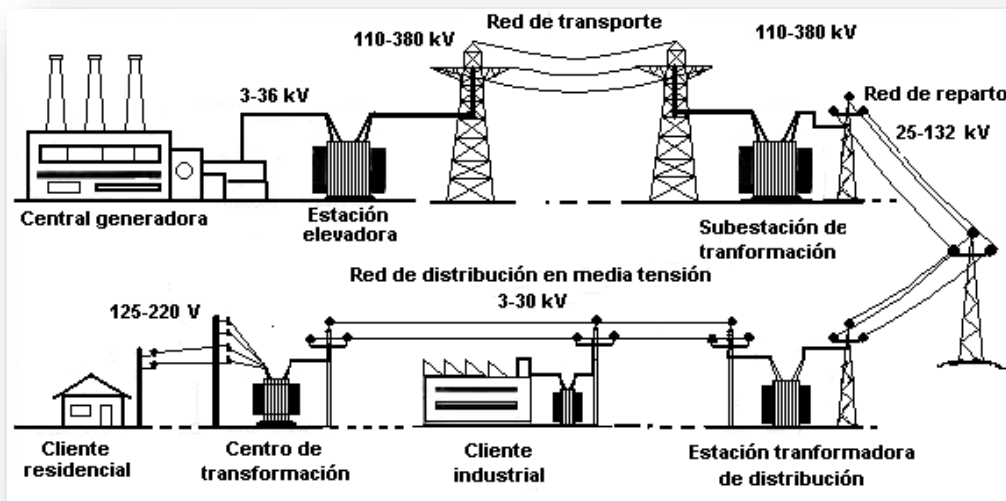 Red de transporte
110-380 kV
110-380 kV
3-36 kV
Red de reparto
25-132 kV
Central generadora
Estación
elevadora
Subestación de
tranformación
Red de distribución en media tensión
3-30 kV
125-220 V
Cliente
residencial
Centro de
transformación
Cliente
industrial
Estación tranformadora
de distribución